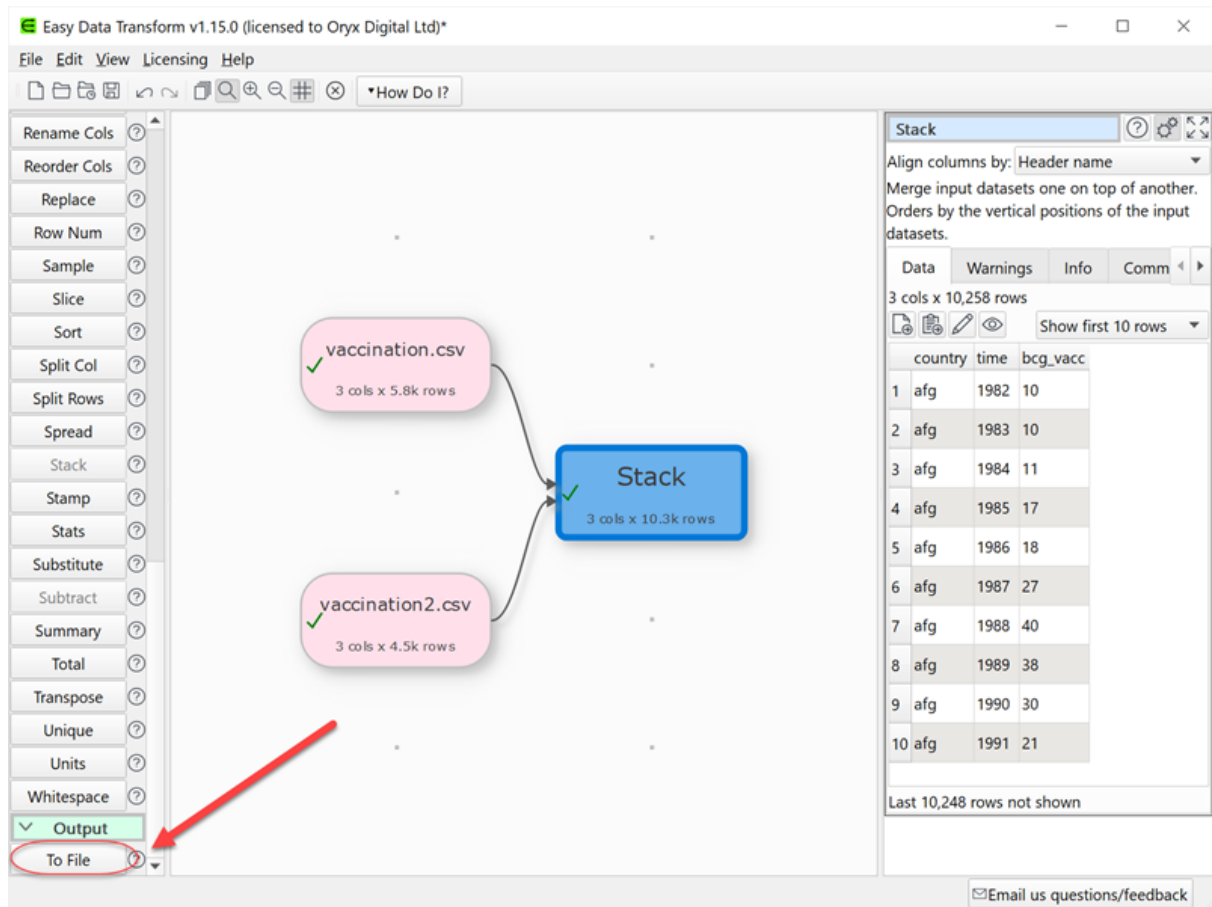 Easy Data Transform v1.15.0 (licensed to Oryx Digital Ltd)*
File Edit View Licensing Help
How Do I?
Rename Cols
Reorder Cols
Replace
Row Num
Sample
Slice
Sort
Split Col
Split Rows
Spread
Stack
Stamp
Stats
Substitute
Subtract
Summary
Total
Transpose
Unique
Units
Whitespace
Output
To File
vaccination.csv
3 cols x 5.8k rows
vaccination2.csv
3 cols x 4.5k rows
Stack
3 cols x 10.3k rows
Stack
Align columns by: Header name
Merge input datasets one on top of another.
Orders by the vertical positions of the input
datasets.
Data Warnings Info Comm
3 cols x 10,258 rows
Show first 10 rows
country time bcg_vacc
1 afg 1982 10
2 afg 1983 10
3 afg 1984 11
4 afg 1985 17
5 afg 1986 18
6 afg 1987 27
7 afg 1988 40
8 afg 1989 38
9 afg 1990 30
10 afg 1991 21
Last 10,248 rows not shown
Email us questions/feedback